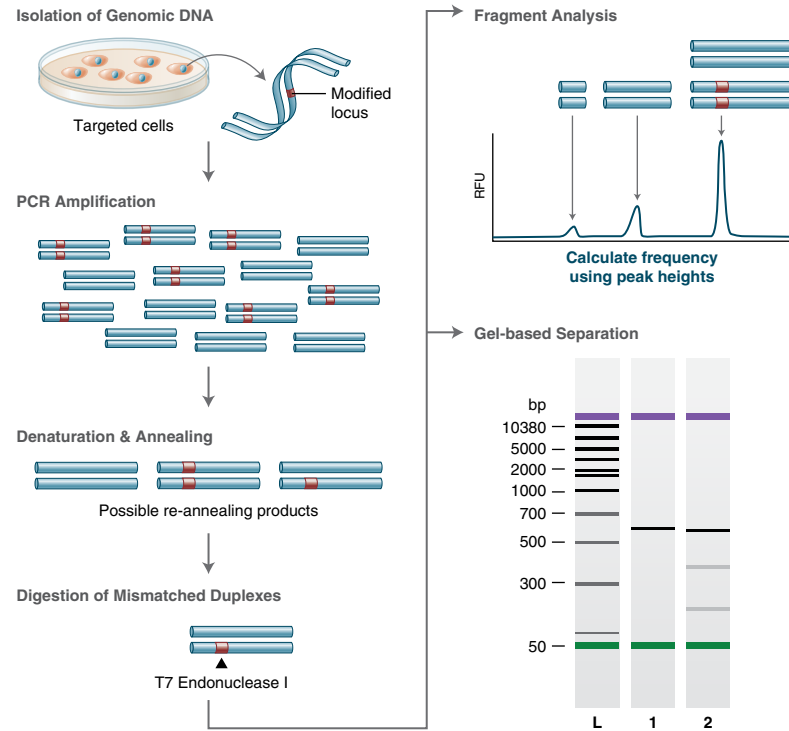 Isolation of Genomic DNA
Targeted cells
Modified
locus
PCR Amplification
Denaturation & Annealing
Possible re-annealing products
Digestion of Mismatched Duplexes
T7 Endonuclease I
Fragment Analysis
RFU
Calculate frequency
using peak heights
Gel-based Separation
bp
10380
5000
2000
1000
700
500
300
50
L 1 2